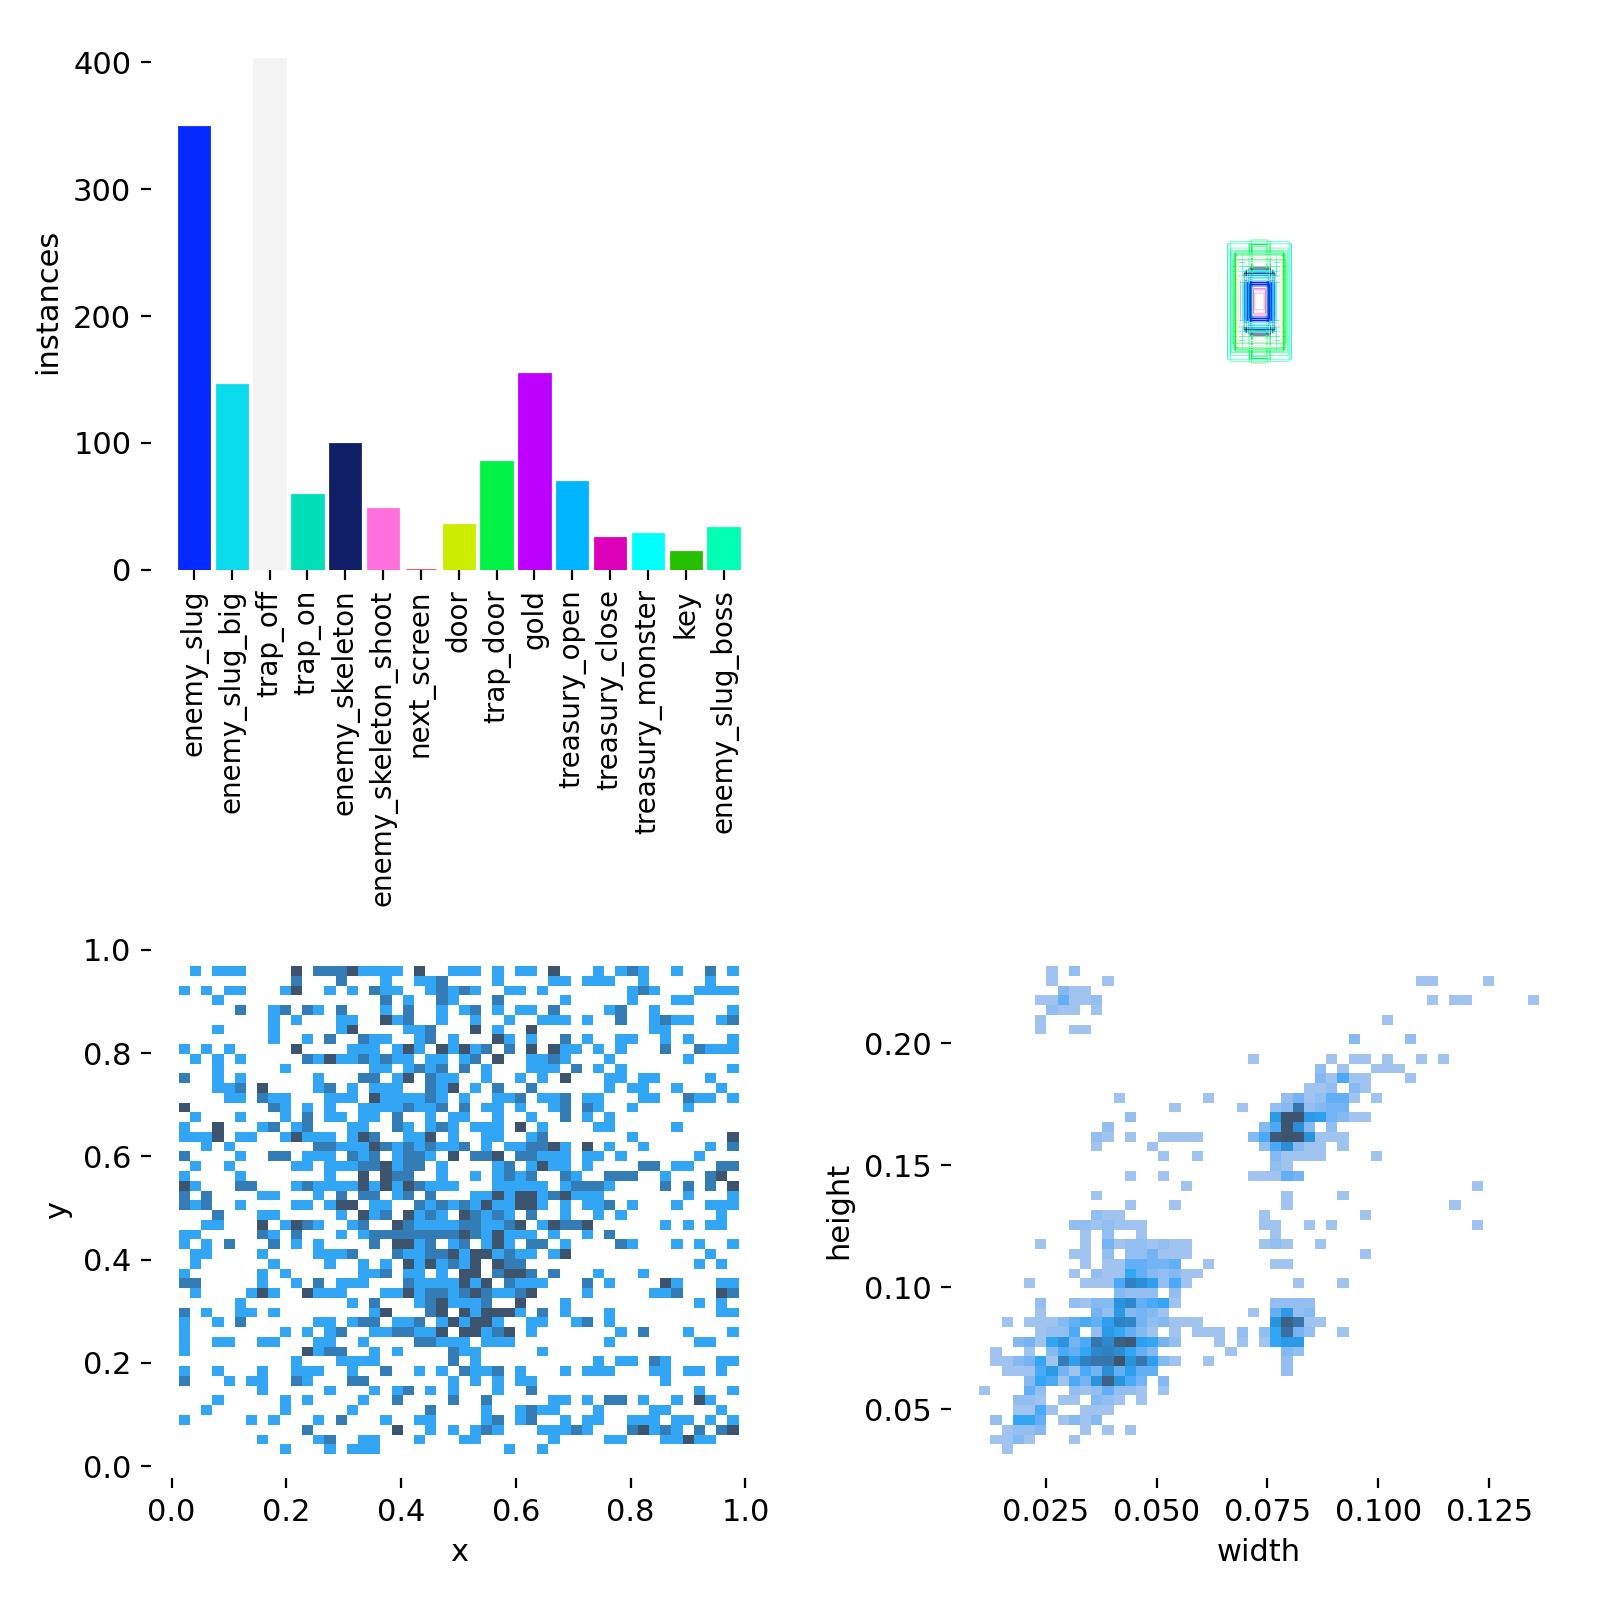 400
300
200
100
0
instances
enemy_slug
enemy_slug_big
trap_off
trap_on
enemy_skeleton
enemy_skeleton_shoot
next_screen
door
trap_door
gold
treasury_open
treasury_close
treasury_monster
key
enemy_slug_boss
1.0
0.8
0.6
0.4
0.2
0.0
y
0.0 0.2 0.4 0.6 0.8 1.0
x
0.20
0.15
0.10
0.05
height
0.025 0.050 0.075 0.100 0.125
width